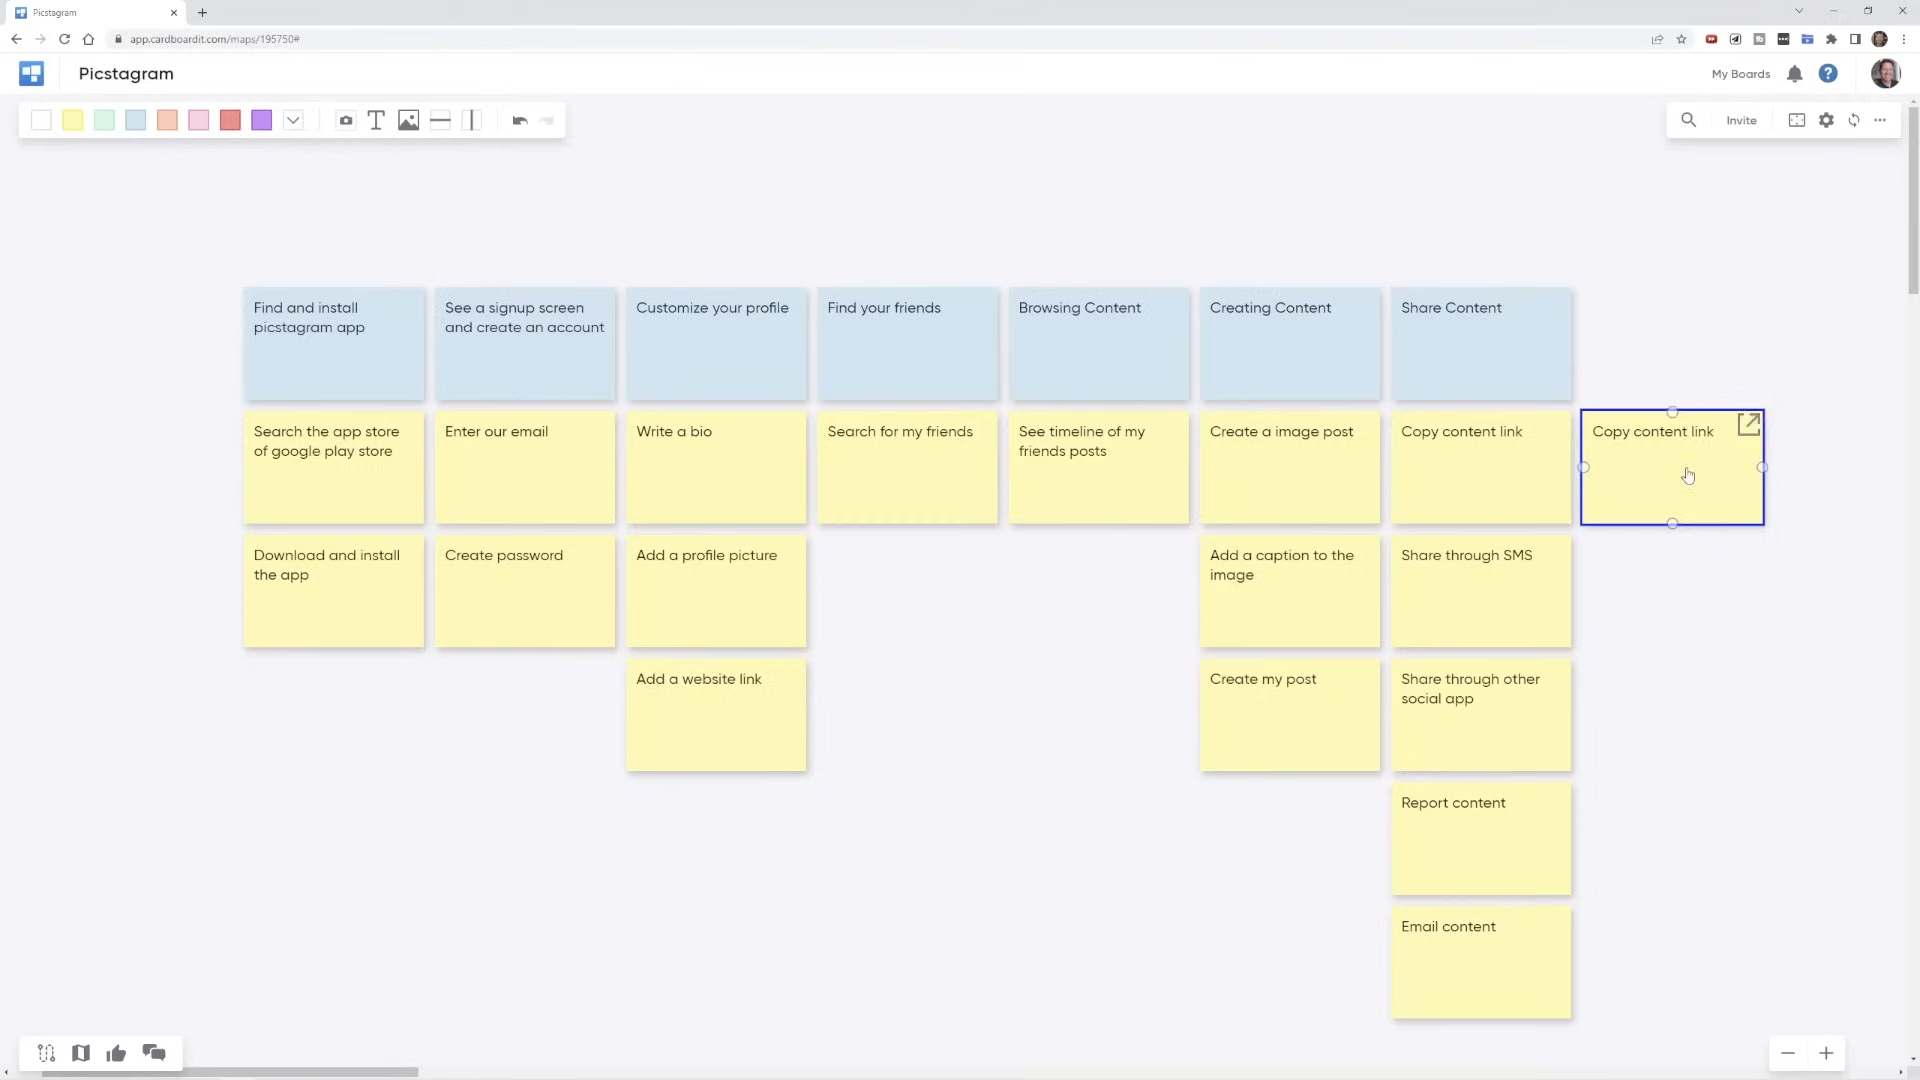 Picstagram
app.cardboardit.com/maps/195750#
Picstagram
My Boards
Invite
Find and install
picstagram app
See a signup screen
and create an account
Customize your profile
Find your friends
Browsing Content
Creating Content
Share Content
Search the app store
of google play store
Enter our email
Write a bio
Search for my friends
See timeline of my
friends posts
Create a image post
Copy content link
Copy content link
Download and install
the app
Create password
Add a profile picture
Add a caption to the
image
Share through SMS
Add a website link
Create my post
Share through other
social app
Report content
Email content